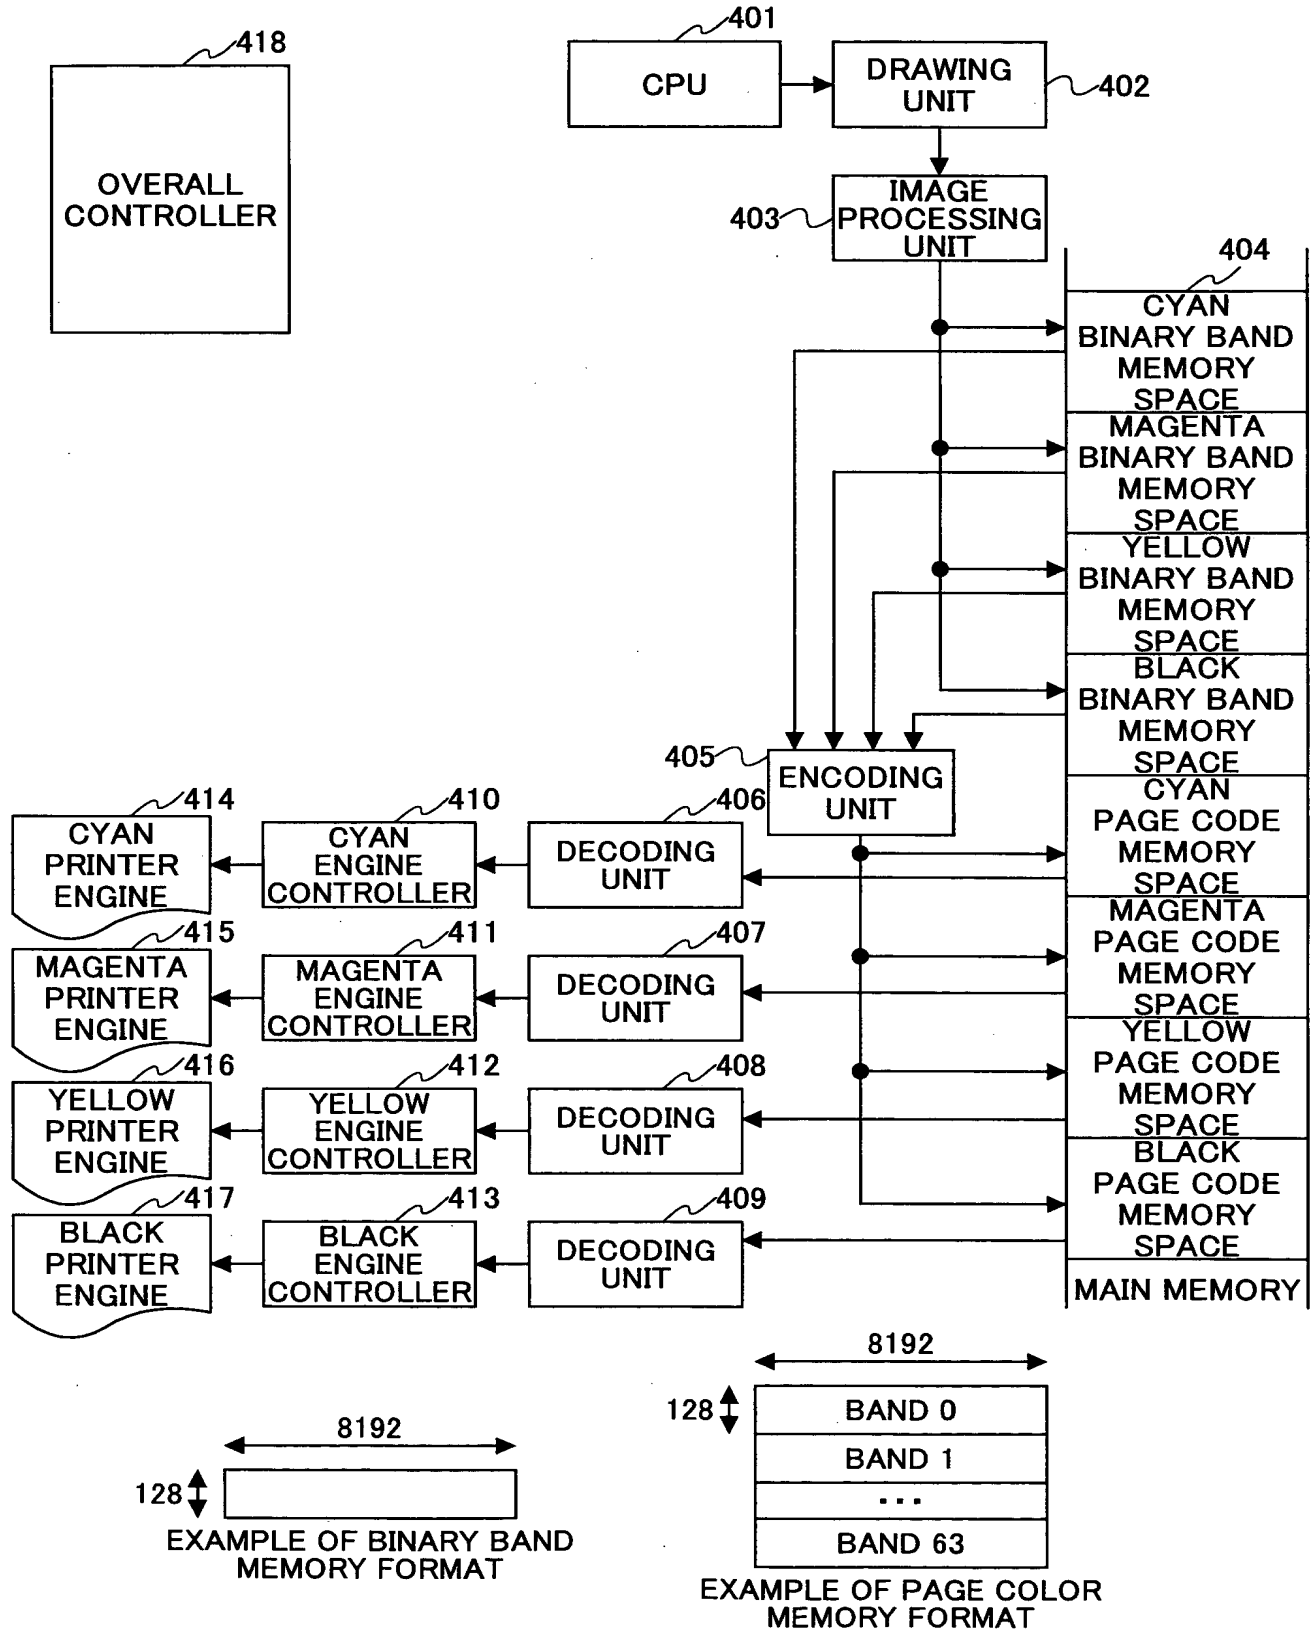 418
OVERALL
CONTROLLER
401
CPU
DRAWING
UNIT
402
IMAGE
PROCESSING
UNIT
403
404
CYAN
BINARY BAND
MEMORY
SPACE
MAGENTA
BINARY BAND
MEMORY
SPACE
YELLOW
BINARY BAND
MEMORY
SPACE
BLACK
BINARY BAND
MEMORY
SPACE
CYAN
PAGE CODE
MEMORY
SPACE
MAGENTA
PAGE CODE
MEMORY
SPACE
YELLOW
PAGE CODE
MEMORY
SPACE
BLACK
PAGE CODE
MEMORY
SPACE
MAIN MEMORY
405
ENCODING
UNIT
414
CYAN
PRINTER
ENGINE
410
CYAN
ENGINE
CONTROLLER
406
DECODING
UNIT
415
MAGENTA
PRINTER
ENGINE
411
MAGENTA
ENGINE
CONTROLLER
407
DECODING
UNIT
416
YELLOW
PRINTER
ENGINE
412
YELLOW
ENGINE
CONTROLLER
408
DECODING
UNIT
417
BLACK
PRINTER
ENGINE
413
BLACK
ENGINE
CONTROLLER
409
DECODING
UNIT
8192
128
EXAMPLE OF BINARY BAND
MEMORY FORMAT
8192
128
BAND 0
BAND 1
...
BAND 63
EXAMPLE OF PAGE COLOR
MEMORY FORMAT